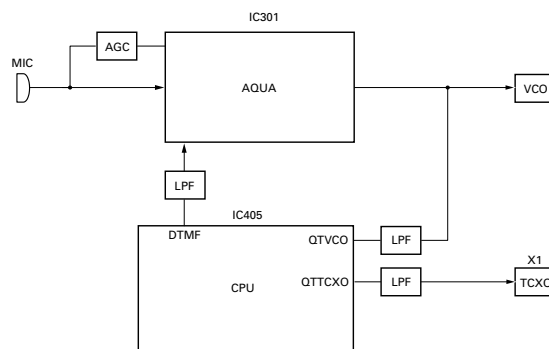 IC301
AGC
MIC
AQUA
VCO
LPF
IC405
DTMF
QTVCO
LPF
X1
CPU
QTTCXO
LPF
TCXO